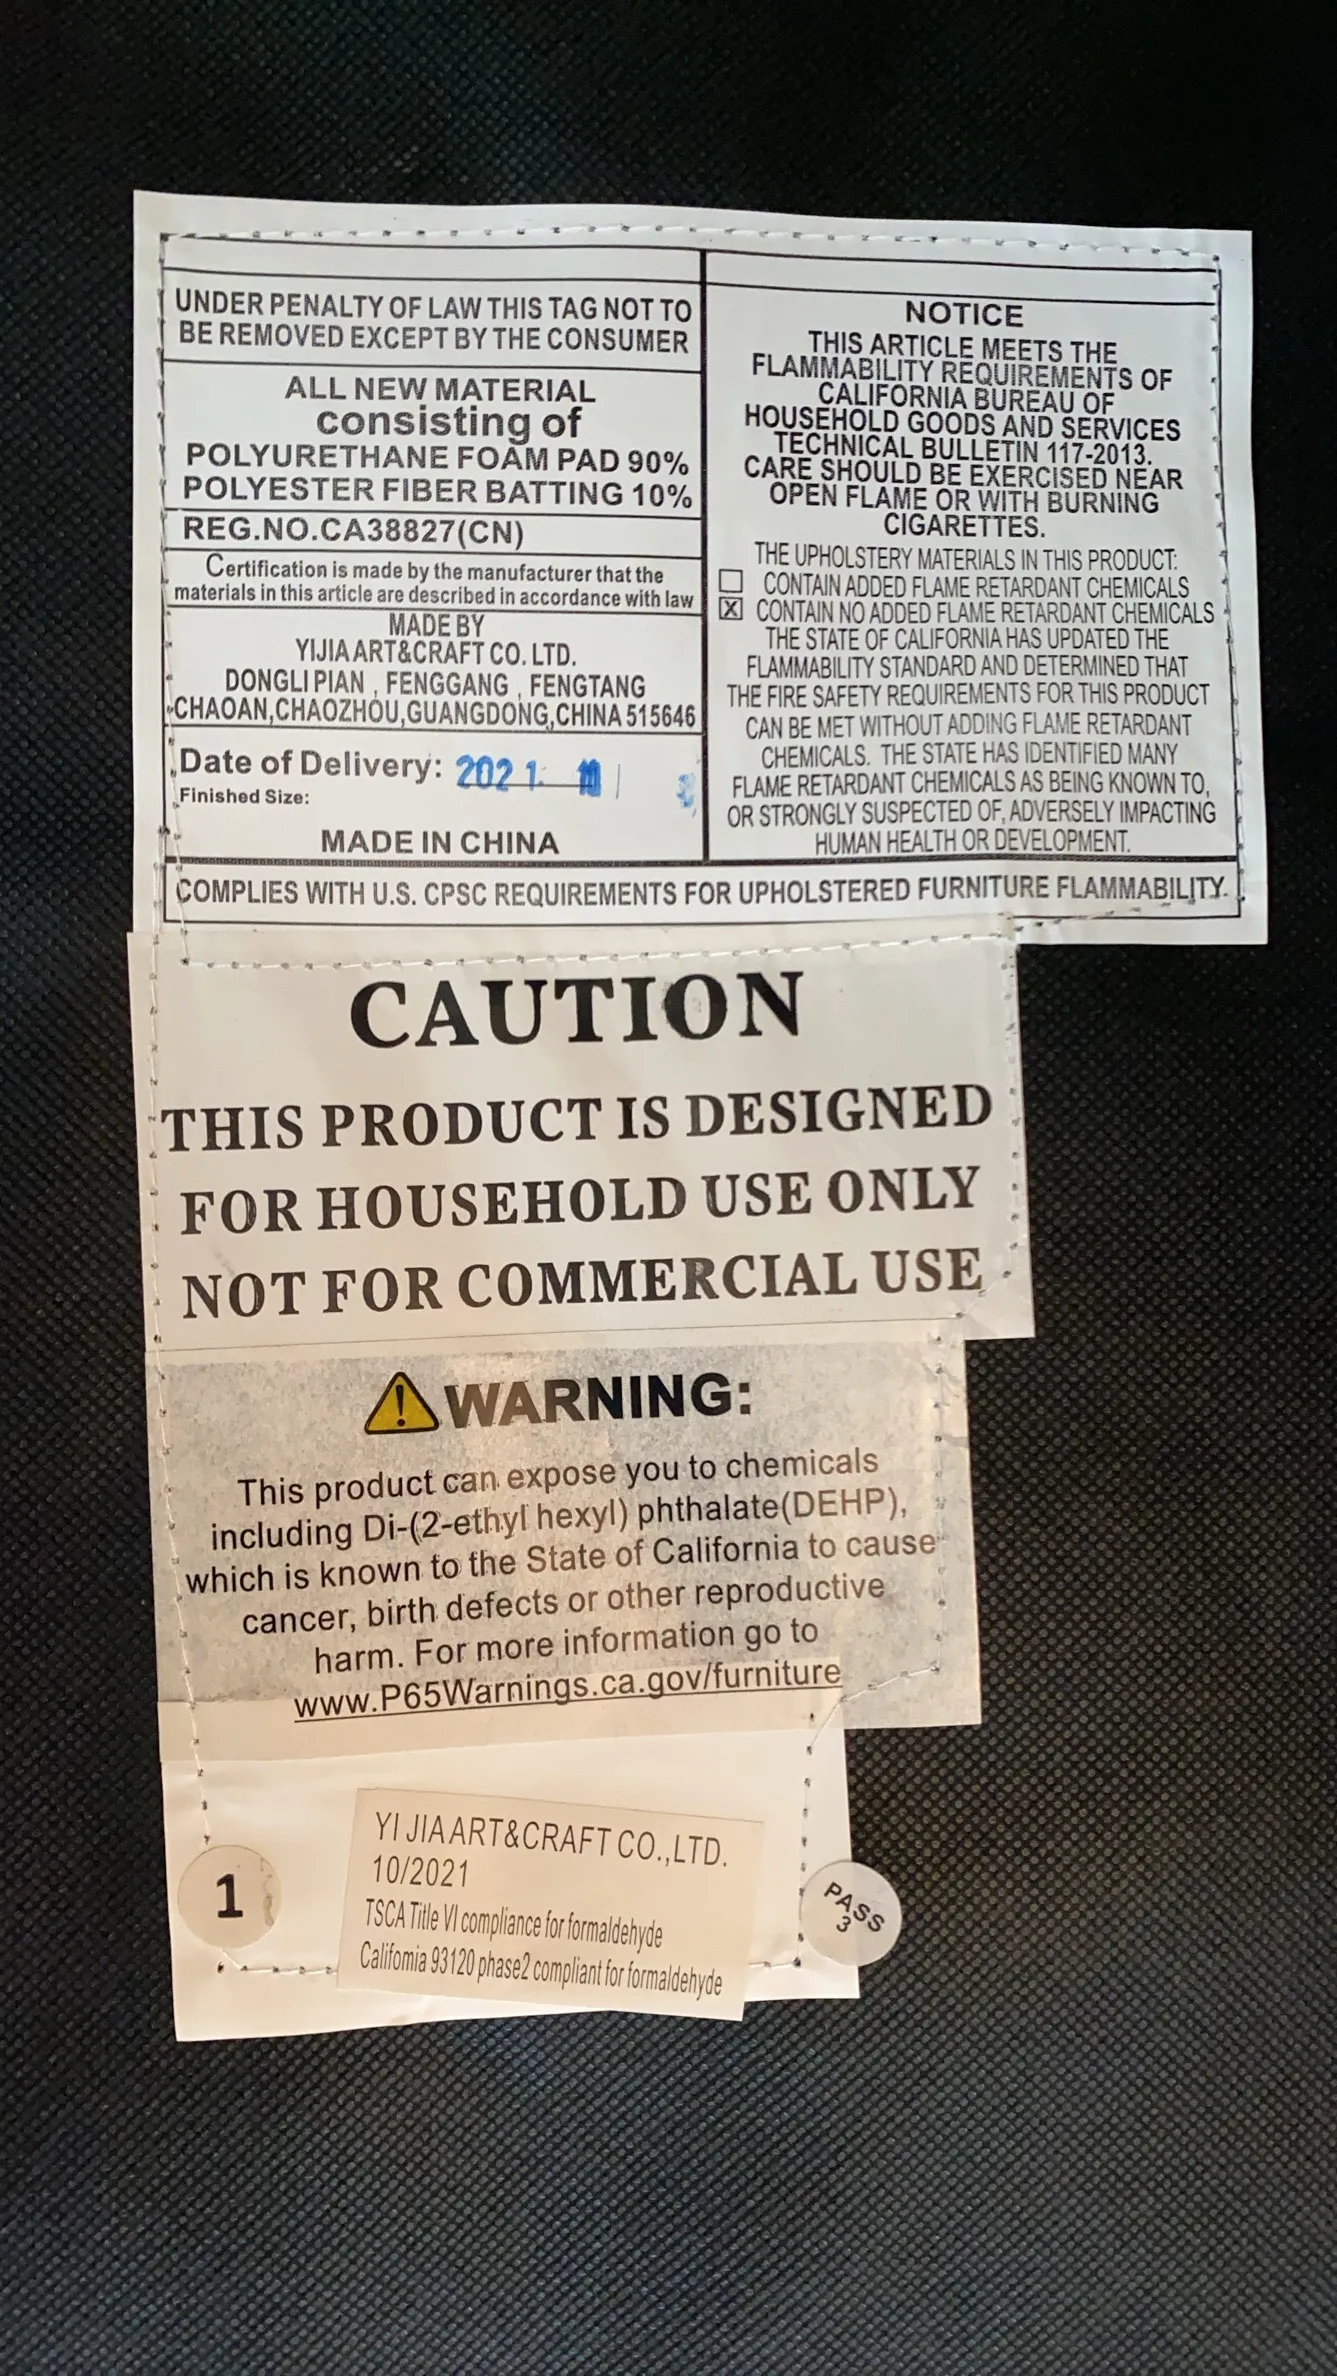 UNDER PENALTY OF LAW THIS TAG NOT TO
BE REMOVED EXCEPT BY THE CONSUMER
ALL NEW MATERIAL
consisting of
POLYURETHANE FOAM PAD 90%
POLYESTER FIBER BATTING 10%
REG.NO.CA38827(CN)
Certification is made by the manufacturer that the
materials in this article are described in accordance with law
MADE BY
YIJIA ART&CRAFT CO. LTD.
DONGLI PIAN , FENGGANG , FENGTANG
CHAOAN,CHAOZHOU,GUANGDONG,CHINA 515646
Date of Delivery: 2021.
Finished Size:
MADE IN CHINA
NOTICE
THIS ARTICLE MEETS THE
FLAMMABILITY REQUIREMENTS OF
CALIFORNIA BUREAU OF
HOUSEHOLD GOODS AND SERVICES
TECHNICAL BULLETIN 117-2013.
CARE SHOULD BE EXERCISED NEAR
OPEN FLAME OR WITH BURNING
CIGARETTES.
THE UPHOLSTERY MATERIALS IN THIS PRODUCT:
CONTAIN ADDED FLAME RETARDANT CHEMICALS
X CONTAIN NO ADDED FLAME RETARDANT CHEMICALS
THE STATE OF CALIFORNIA HAS UPDATED THE
FLAMMABILITY STANDARD AND DETERMINED THAT
THE FIRE SAFETY REQUIREMENTS FOR THIS PRODUCT
CAN BE MET WITHOUT ADDING FLAME RETARDANT
CHEMICALS. THE STATE HAS IDENTIFIED MANY
FLAME RETARDANT CHEMICALS AS BEING KNOWN TO,
OR STRONGLY SUSPECTED OF, ADVERSELY IMPACTING
HUMAN HEALTH OR DEVELOPMENT.
COMPLIES WITH U.S. CPSC REQUIREMENTS FOR UPHOLSTERED FURNITURE FLAMMABILITY.
CAUTION
THIS PRODUCT IS DESIGNED
FOR HOUSEHOLD USE ONLY
NOT FOR COMMERCIAL USE
WARNING:
This product can expose you to chemicals
including Di-(2-ethyl hexyl) phthalate(DEHP),
which is known to the State of California to cause
cancer, birth defects or other reproductive
harm. For more information go to
www.P65Warnings.ca.gov/furniture
YI JIA ART&CRAFT CO.,LTD.
10/2021
TSCA Title VI compliance for formaldehyde
California 93120 phase2 compliant for formaldehyde
1
PASS
3